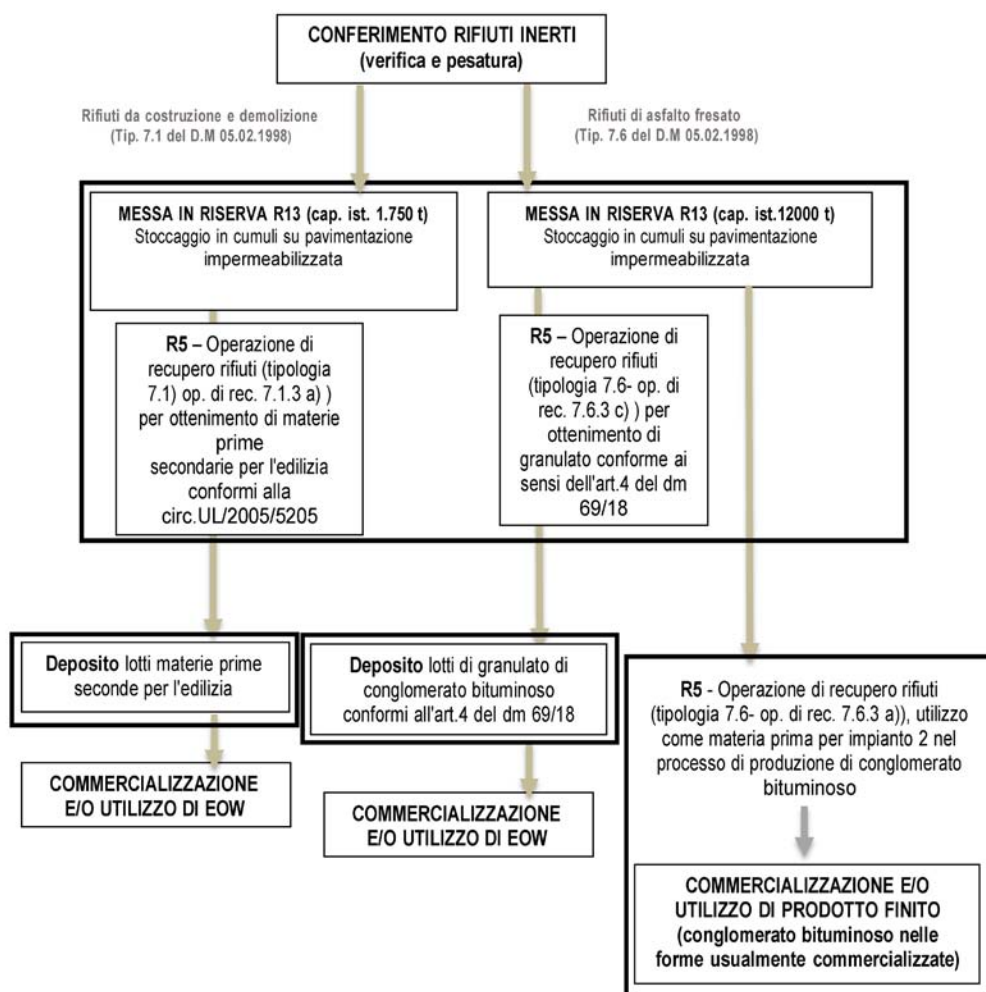 CONFERIMENTO RIFIUTI INERTI
(verifica e pesatura)
Rifiuti da costruzione e demolizione
(Tip. 7.1 del D.M 05.02.1998)
Rifiuti di asfalto fresato
(Tip. 7.6 del D.M 05.02.1998)
MESSA IN RISERVA R13 (cap. ist. 1.750 t)
Stoccaggio in cumuli su pavimentazione
impermeabilizzata
MESSA IN RISERVA R13 (cap. ist.12000 t)
Stoccaggio in cumuli su pavimentazione
impermeabilizzata
R5 – Operazione di
recupero rifiuti (tipologia
7.1) op. di rec. 7.1.3 a) )
per ottenimento di materie
prime
secondarie per l'edilizia
conformi alla
circ.UL/2005/5205
R5 – Operazione di
recupero rifiuti
(tipologia 7.6- op. di
rec. 7.6.3 c) ) per
ottenimento di
granulato conforme ai
sensi dell'art.4 del dm
69/18
Deposito lotti materie prime
seconde per l'edilizia
Deposito lotti di granulato di
conglomerato bituminoso
conformi all'art.4 del dm 69/18
R5 - Operazione di recupero rifiuti
(tipologia 7.6- op. di rec. 7.6.3 a)), utilizzo
come materia prima per impianto 2 nel
processo di produzione di conglomerato
bituminoso
COMMERCIALIZZAZIONE
E/O UTILIZZO DI EOW
COMMERCIALIZZAZIONE
E/O UTILIZZO DI EOW
COMMERCIALIZZAZIONE E/O
UTILIZZO DI PRODOTTO FINITO
(conglomerato bituminoso nelle
forme usualmente commercializzate)